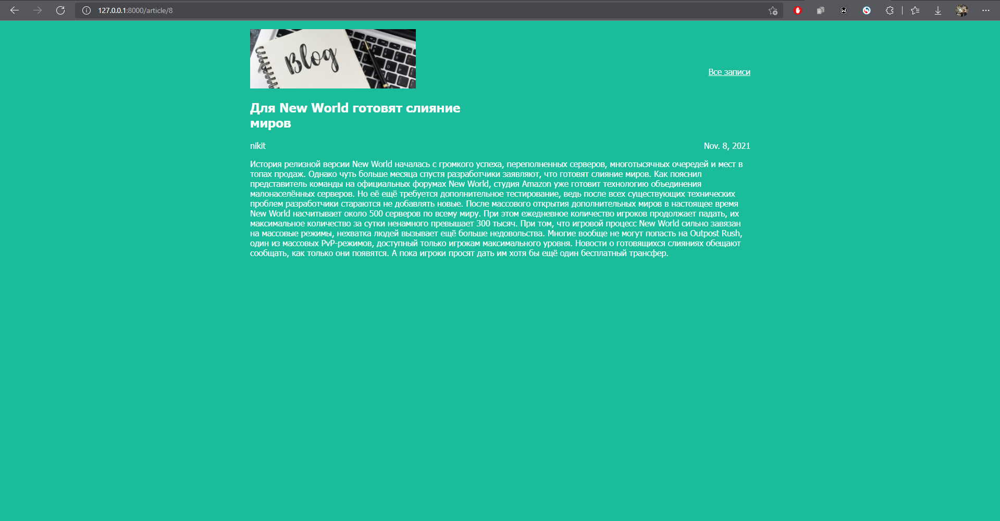 127.0.0.1:8000/article/8
Blog
Все записи
Для New World готовят слияние
миров
nikit
Nov. 8, 2021
История релизной версии New World началась с громкого успеха, переполненных серверов, многотысячных очередей и мест в
топах продаж. Однако чуть больше месяца спустя разработчики заявляют, что готовят слияние миров. Как пояснил
представитель команды на официальных форумах New World, студия Amazon уже готовит технологию объединения
малонаселённых серверов. Но её ещё требуется дополнительное тестирование, ведь после всех существующих технических
проблем разработчики стараются не добавлять новые. После массового открытия дополнительных миров в настоящее время
New World насчитывает около 500 серверов по всему миру. При этом ежедневное количество игроков продолжает падать, их
максимальное количество за сутки ненамного превышает 300 тысяч. При том, что игровой процесс New World сильно завязан
на массовые режимы, нехватка людей вызывает ещё больше недовольства. Многие вообще не могут попасть на Outpost Rush,
один из массовых PvP-режимов, доступный только игрокам максимального уровня. Новости о готовящихся слияниях обещают
сообщать, как только они появятся. А пока игроки просят дать им хотя бы ещё один бесплатный трансфер.